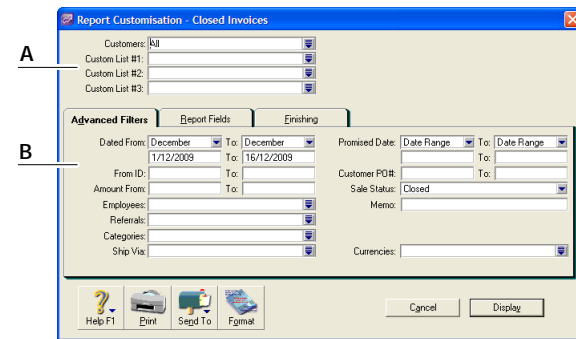 Report Customisation - Closed Invoices
A
Customers: All
Custom List #1:
Custom List #2:
Custom List #3:
Advanced Filters Report Fields Finishing
B
Dated From: December To: December Promised Date: Date Range To: Date Range
1/12/2009 To: 16/12/2009 To:
From ID: To: Customer PO#: To:
Amount From: To: Sale Status: Closed
Employees: Memo:
Referrals:
Categories:
Ship Via: Currencies:
Help F1 Print Send To Format Cancel Display